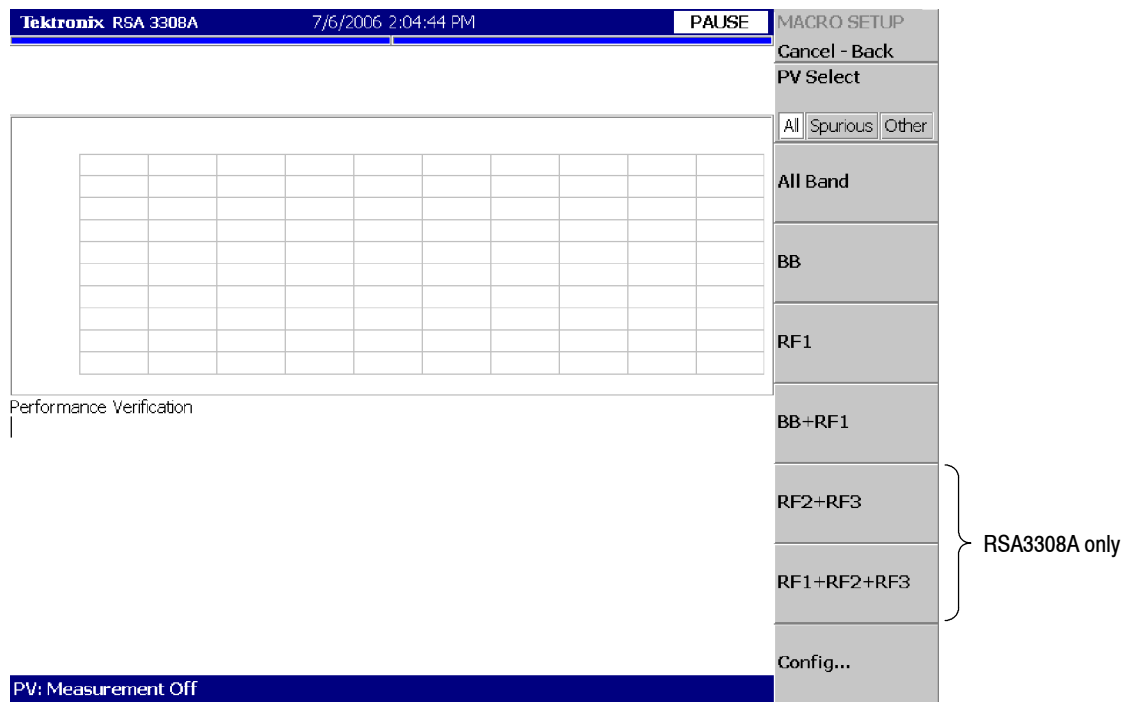 Tektronix RSA 3308A 7/6/2006 2:04:44 PM PAUSE
MACRO SETUP
Cancel - Back
PV Select
All Spurious Other
All Band
BB
RF1
BB+RF1
RF2+RF3
RF1+RF2+RF3
RSA3308A only
Config...
Performance Verification
PV: Measurement Off